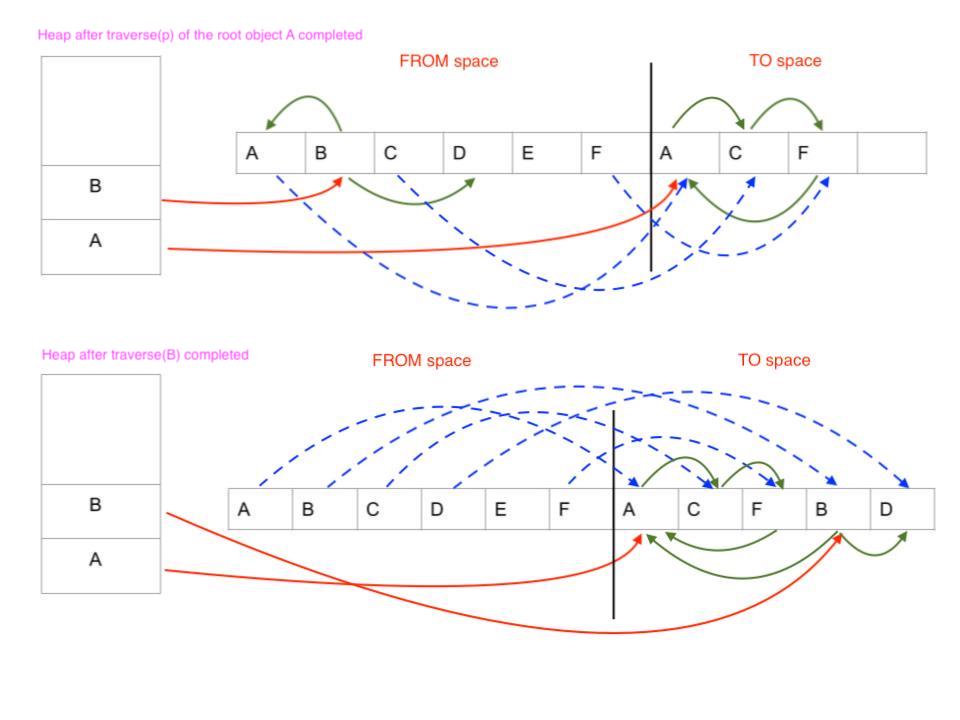 Heap after traverse(p) of the root object A completed
FROM space
TO space
A B C D E F A C F
B
A
Heap after traverse(B) completed
FROM space
TO space
B
A B C D E F A C F B D
A